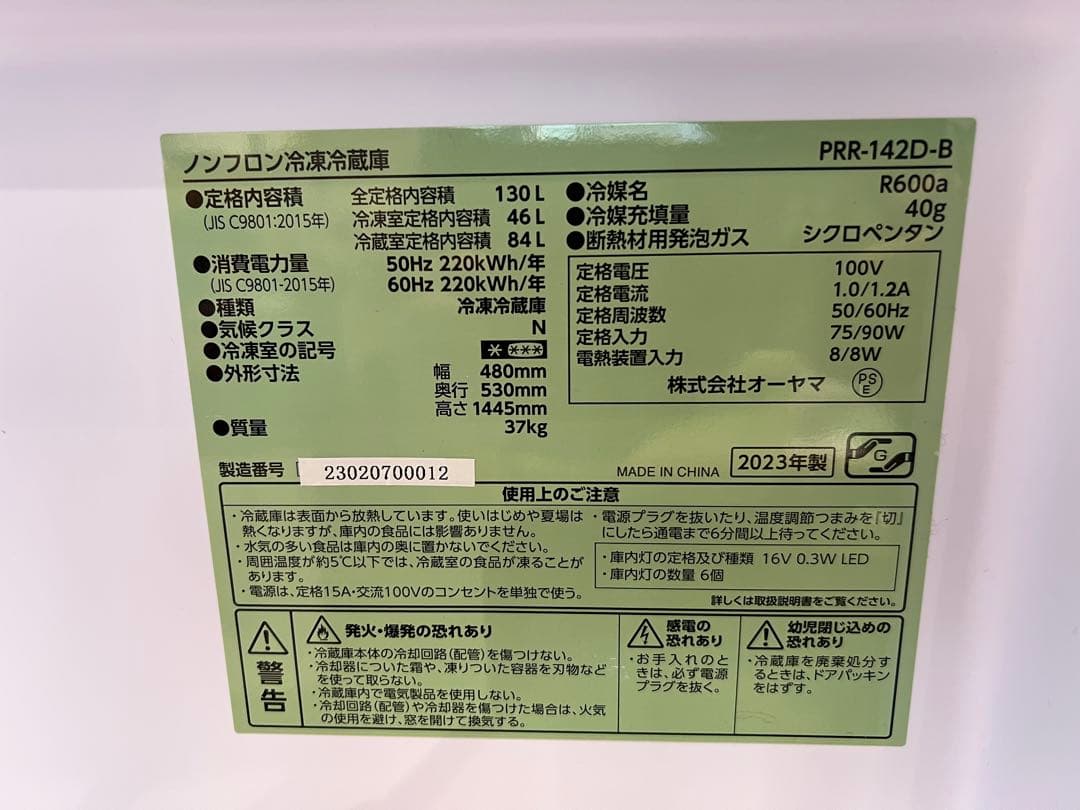 ノンフロン冷凍冷蔵庫
PRR-142D-B
●定格内容積 全定格内容積 130L
(JIS C9801:2015年) 冷凍室定格内容積 46L
冷蔵室定格内容積 84L
●消費電力量 50Hz 220kWh/年
(JIS C9801-2015年) 60Hz 220kWh/年
●種類 冷凍冷蔵庫
●気候クラス N
●冷凍室の記号
●外形寸法 幅 480mm
奥行 530mm
高さ 1445mm
●質量 37kg
●冷媒名 R600a
●冷媒充填量 40g
●断熱材用発泡ガス シクロペンタン
定格電圧 100V
定格電流 1.0/1.2A
定格周波数 50/60Hz
定格入力 75/90W
電熱装置入力 8/8W
株式会社オーヤマ PSE
製造番号 23020700012
MADE IN CHINA 2023年製 G
使用上のご注意
・冷蔵庫は表面から放熱しています。使いはじめや夏場は
熱くなりますが、庫内の食品には影響ありません。
・水気の多い食品は庫内の奥に置かないでください。
・周囲温度が約5℃以下では、冷蔵室の食品が凍ることが
あります。
・電源は、定格15A・交流100Vのコンセントを単独で使う。
・電源プラグを抜いたり、温度調節つまみを「切」
にしたら通電まで6分間以上待ってください。
・庫内灯の定格及び種類 16V 0.3W LED
・庫内灯の数量 6個
詳しくは取扱説明書をご覧ください。
警告
発火・爆発の恐れあり
・冷蔵庫本体の冷却回路(配管)を傷つけない。
・冷却器についた霜や、凍りついた容器を刃物など
を使って取らない。
・冷蔵庫内で電気製品を使用しない。
・冷却回路(配管)や冷却器を傷つけた場合は、火気
の使用を避け、窓を開けて換気する。
感電の
恐れあり
・お手入れのと
きは、必ず電源
プラグを抜く。
幼児閉じ込めの
恐れあり
・冷蔵庫を廃棄処分す
るときは、ドアパッキン
をはずす。